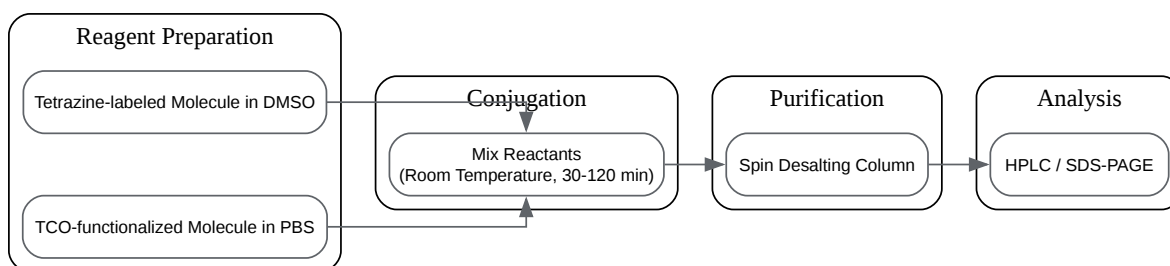 Reagent Preparation
Tetrazine-labeled Molecule in DMSO
TCO-functionalized Molecule in PBS
Conjugation
Mix Reactants
(Room Temperature, 30-120 min)
Purification
Spin Desalting Column
Analysis
HPLC / SDS-PAGE